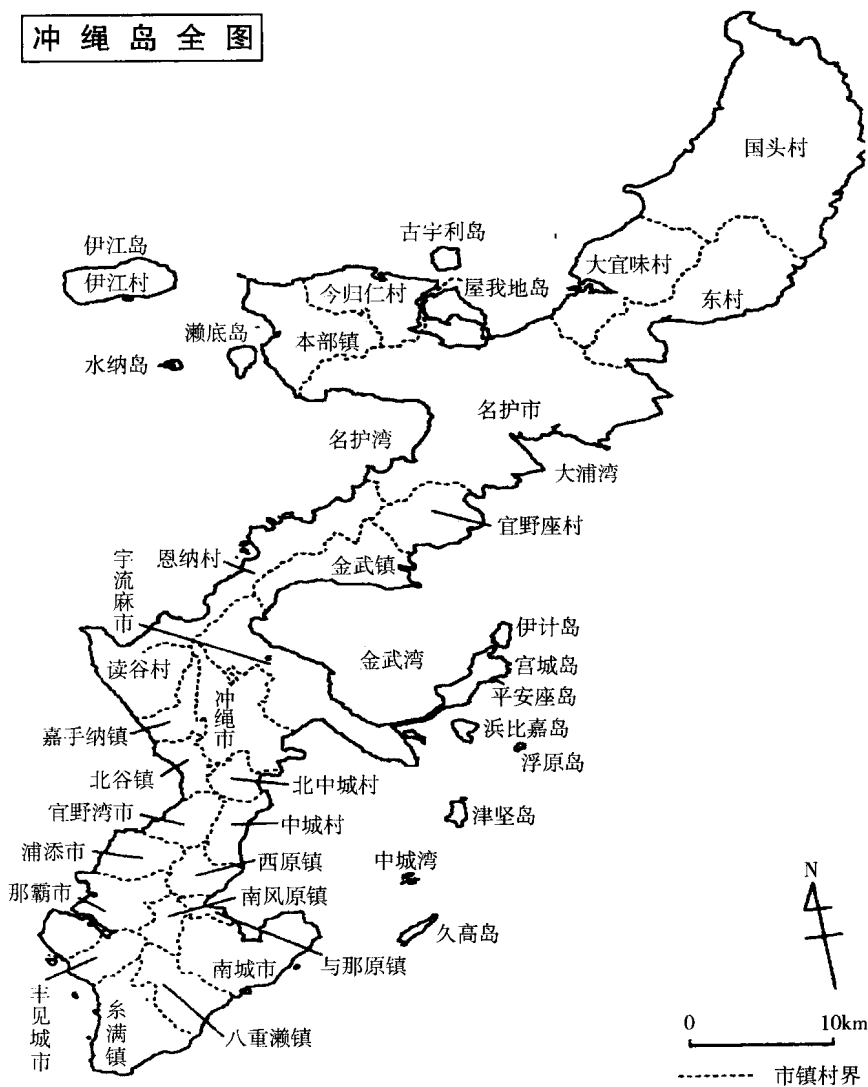 冲绳岛全图
国头村
古宇利岛
伊江岛
伊江村
大宜味村
今归仁村
屋我地岛
东村
濑底岛
本部镇
水纳岛
名护市
名护湾
大浦湾
宜野座村
恩纳村
金武镇
宇流麻市
伊计岛
金武湾
宫城岛
读谷村
平安座岛
冲绳市
浜比嘉岛
嘉手纳镇
浮原岛
北谷镇
北中城村
宜野湾市
津坚岛
中城村
浦添市
西原镇
中城湾
那霸市
南风原镇
N
久高岛
南城市
与那原镇
丰见城市
糸满镇
八重濑镇
0 10km
市镇村界